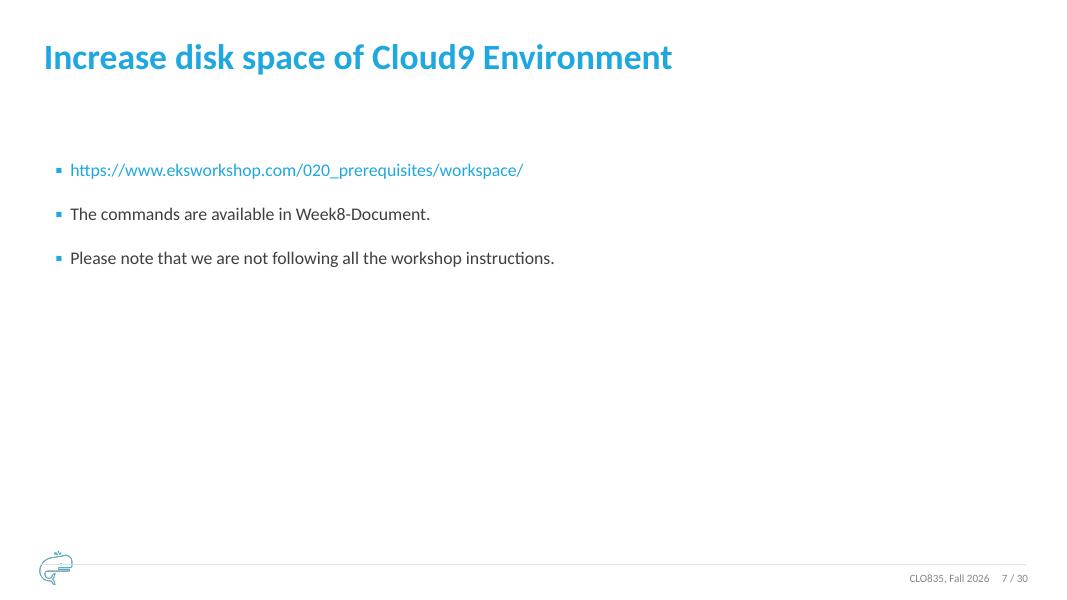 Increase disk space of Cloud9 Environment
▪ https://www.eksworkshop.com/020_prerequisites/workspace/
▪ The commands are available in Week8-Document.
▪ Please note that we are not following all the workshop instructions.
CLO835, Fall 2026 7 / 30